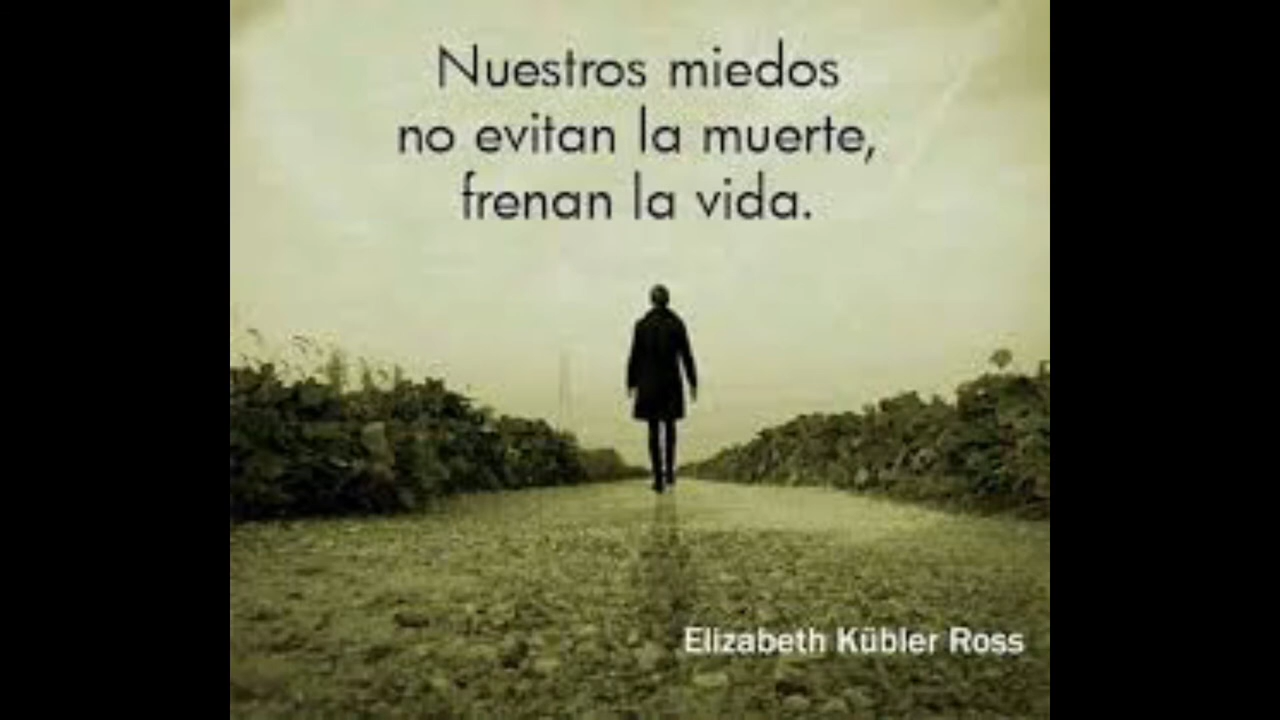 Nuestros miedos
no evitan la muerte,
frenan la vida.
Elizabeth Kübler Ross